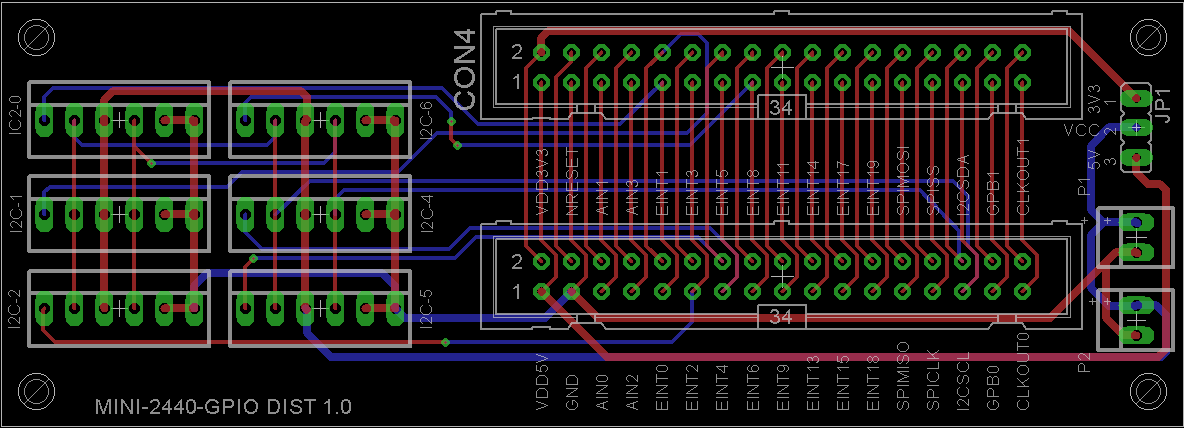 CON4
2
1
34
IC2-0
I2C-6
3V3
1
JP1
VCC
2
5V
3
VDD3V3
NRESET
AIN1
AIN3
EINT1
EINT3
EINT5
EINT8
EINT11
EINT14
EINT17
EINT19
SPIMOSI
SPISS
I2CSDA
GPB1
CLKOUT1
I2C-1
I2C-4
P1
+
+
2
1
34
I2C-2
I2C-5
+
+
P2
VDD5V
GND
AIN0
AIN2
EINT0
EINT2
EINT4
EINT6
EINT9
EINT13
EINT15
EINT18
SPIMISO
SPICLK
I2CSCL
GPB0
CLKOUT0
MINI-2440-GPIO DIST 1.0